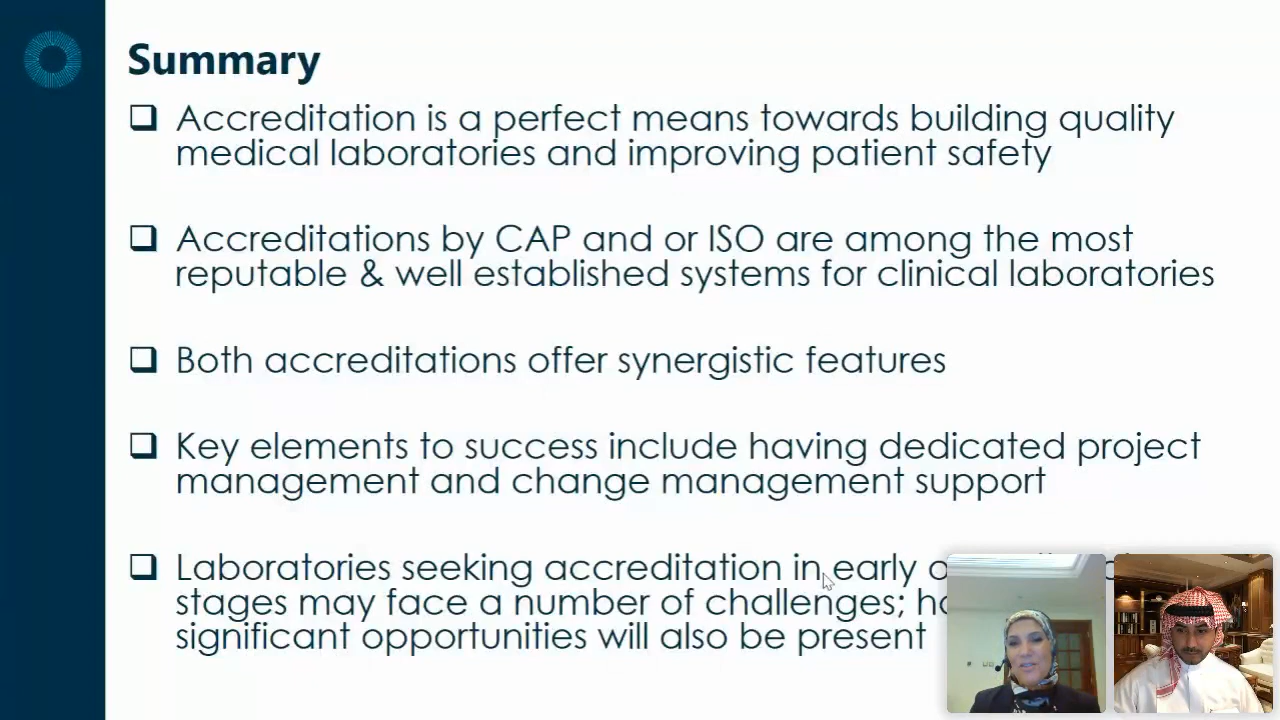 Summary
Accreditation is a perfect means towards building quality
medical laboratories and improving patient safety
Accreditations by CAP and or ISO are among the most
reputable & well established systems for clinical laboratories
Both accreditations offer synergistic features
Key elements to success include having dedicated project
management and change management support
Laboratories seeking accreditation in early
stages may face a number of challenges;
significant opportunities will also be present